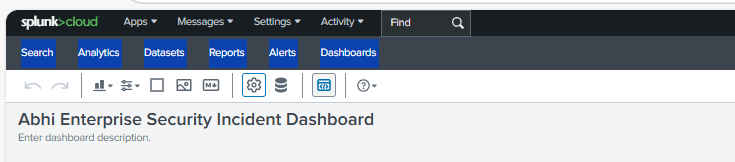 splunk>cloud Apps Messages Settings Activity Find
Search Analytics Datasets Reports Alerts Dashboards
M+
Abhi Enterprise Security Incident Dashboard
Enter dashboard description.